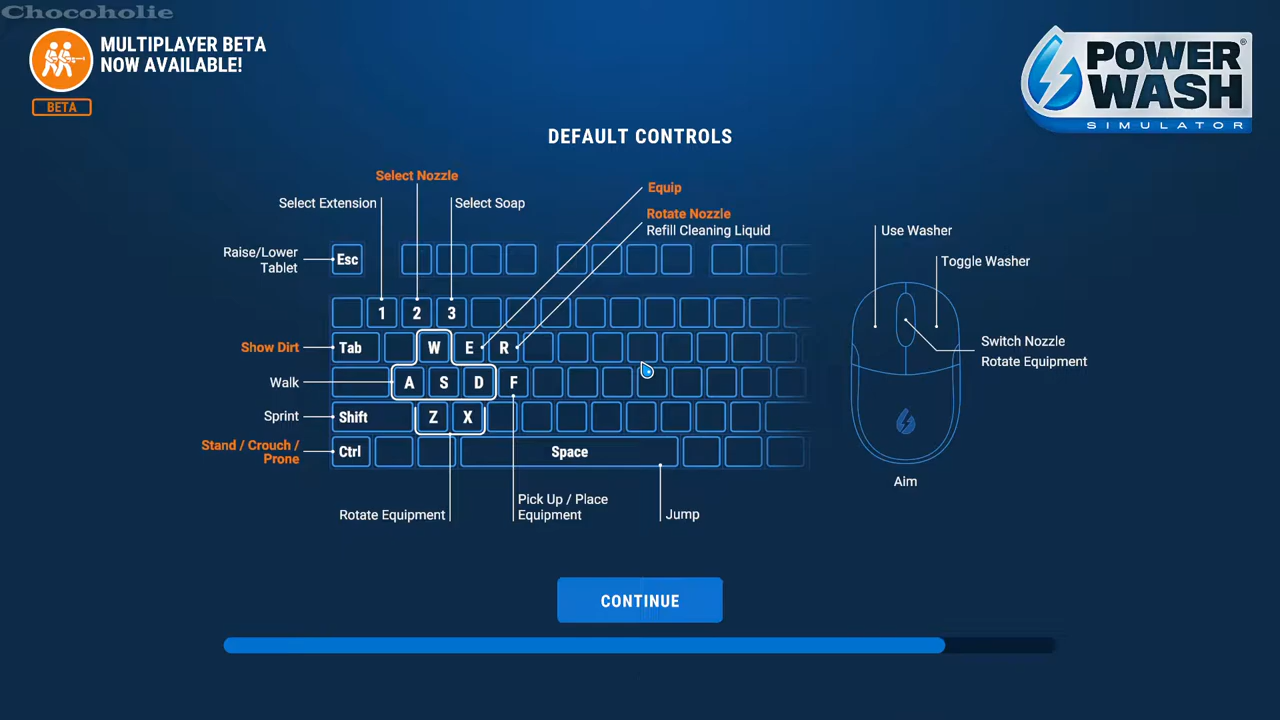 Chocoholic
MULTIPLAYER BETA
NOW AVAILABLE!
BETA
POWER
WASH®
SIMULATOR
DEFAULT CONTROLS
Select Nozzle
Select Extension
Select Soap
Equip
Rotate Nozzle
Refill Cleaning Liquid
Raise/Lower
Tablet
Esc
1 2 3
Show Dirt
Tab W E R
Walk
A S D F
Sprint
Shift Z X
Stand / Crouch /
Prone
Ctrl Space
Rotate Equipment
Pick Up / Place
Equipment
Jump
Use Washer
Toggle Washer
Switch Nozzle
Rotate Equipment
Aim
CONTINUE